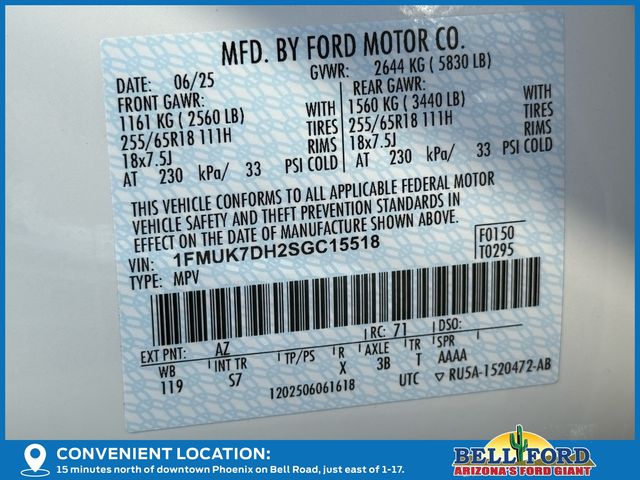 MFD. BY FORD MOTOR CO.
DATE: 06/25 GVWR: 2644 KG ( 5830 LB)
FRONT GAWR: REAR GAWR:
1161 KG ( 2560 LB) WITH 1560 KG ( 3440 LB) WITH
255/65R18 111H TIRES 255/65R18 111H TIRES
18x7.5J RIMS 18x7.5J RIMS
AT 230 kPa/ 33 PSI COLD AT 230 kPa/ 33 PSI COLD
THIS VEHICLE CONFORMS TO ALL APPLICABLE FEDERAL MOTOR
VEHICLE SAFETY AND THEFT PREVENTION STANDARDS IN
EFFECT ON THE DATE OF MANUFACTURE SHOWN ABOVE.
VIN: 1FMUK7DH2SGC15518 F0150
TYPE: MPV T0295
EXT PNT: AZ RC: 71 DSO:
WB INT TR TP/PS R AXLE TR SPR
119 S7 X 3B T AAAA
1202506061618 UTC ▽ RU5A-1520472-AB
CONVENIENT LOCATION:
15 minutes north of downtown Phoenix on Bell Road, just east of 1-17.
BELL FORD
ARIZONA'S FORD GIANT